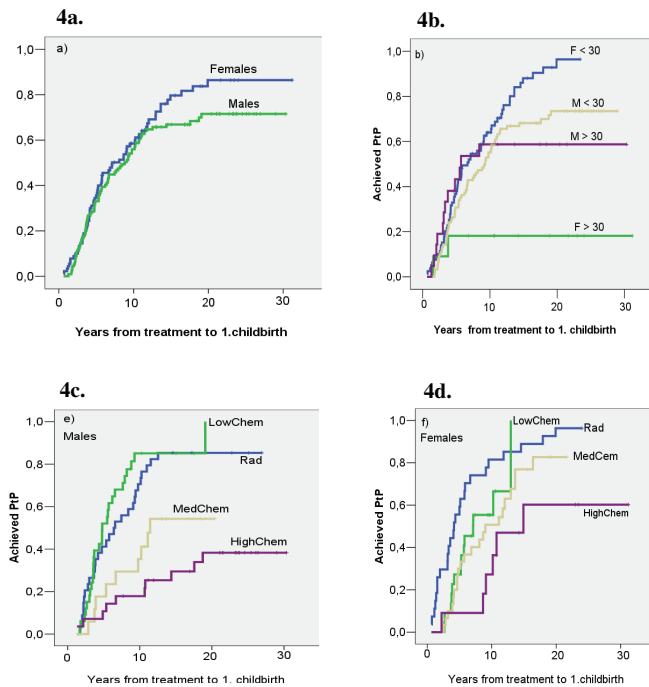 4a.
a)
1,0
0,8
0,6
0,4
0,2
0,0
Females
Males
0 10 20 30
Years from treatment to 1.childbirth
4b.
b)
Achieved PtP
1,0
0,8
0,6
0,4
0,2
0,0
F < 30
M < 30
M > 30
F > 30
0 10 20 30
Years from treatment to 1. childbirth
4c.
e)
Males
Achieved PtP
1,0
0,8
0,6
0,4
0,2
0,0
LowChem
Rad
MedChem
HighChem
0 10 20 30
Years from treatment to 1. childbirth
4d.
f)
Females
Achieved PtP
1,0
0,8
0,6
0,4
0,2
0,0
LowChem
Rad
MedCem
HighChem
0 10 20 30
Years from treatment to 1.childbirth